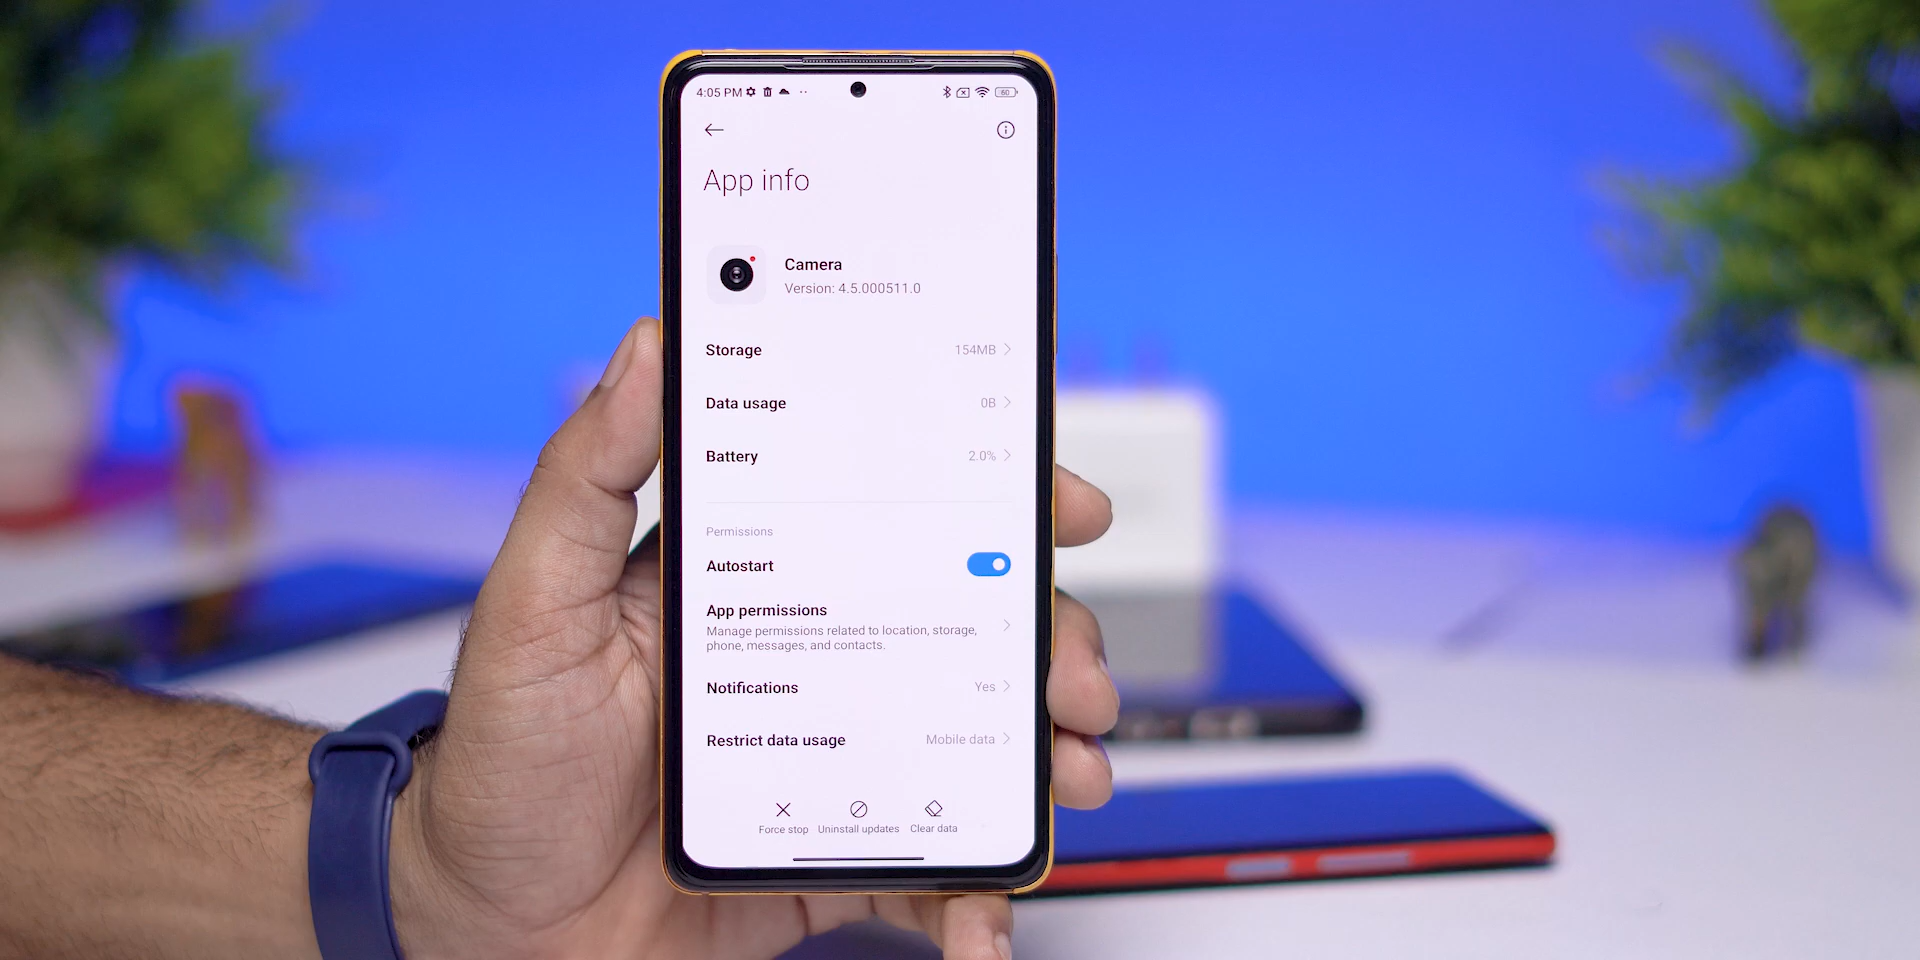 4:05 PM
60
App info
Camera
Version: 4.5.000511.0
Storage 154MB
Data usage 0B
Battery 2.0%
Permissions
Autostart
App permissions
Manage permissions related to location, storage,
phone, messages, and contacts.
Notifications Yes
Restrict data usage Mobile data
Force stop Uninstall updates Clear data